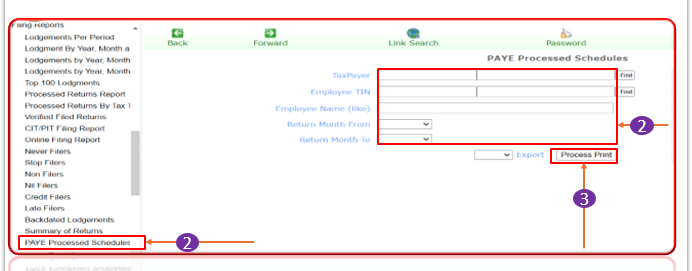 Filing Reports
Lodgements Per Period
Lodgment By Year, Month a
Lodgements by Year, Month
Lodgements by Year, Month
Top 100 Lodgments
Processed Returns Report
Processed Returns By Tax T
Verified Filed Returns
CIT/PIT Filing Report
Online Filing Report
Never Filers
Stop Filers
Non Filers
Nil Filers
Credit Filers
Late Filers
Backdated Lodgements
Summary of Returns
PAYE Processed Schedules
2
Back
Forward
Link Search
Password
PAYE Processed Schedules
TaxPayer
Find
Employee TIN
Find
Employee Name (like)
Return Month From
2
Return Month To
Export
Process Print
3